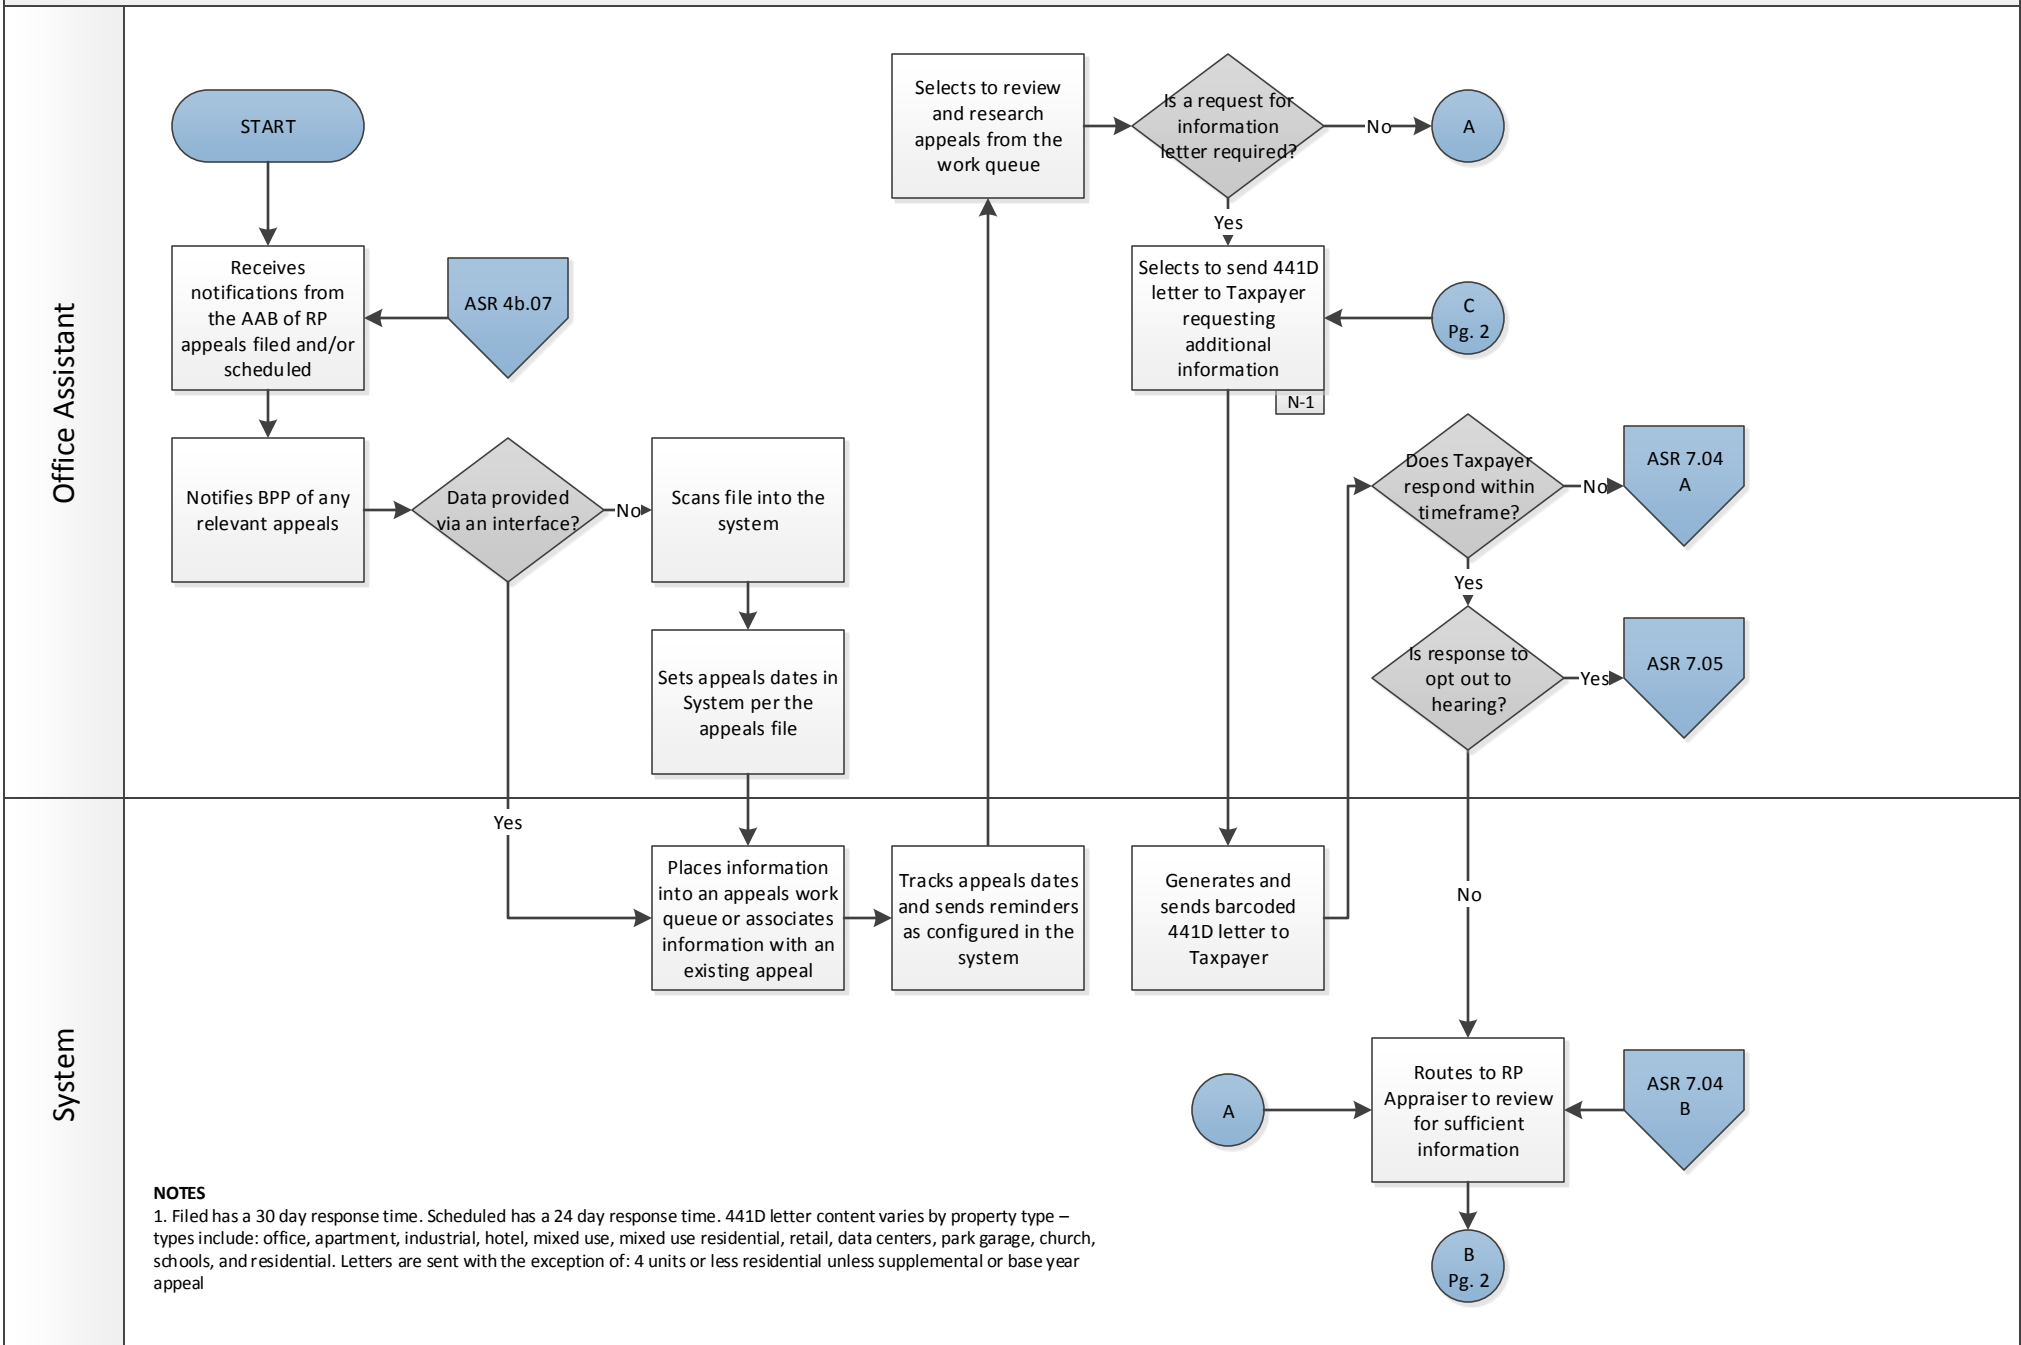 Office Assistant
START
Receives
notifications from
the AAB of RP
appeals filed and/or
scheduled
ASR 4b.07
Notifies BPP of any
relevant appeals
Data provided
via an interface?
No
Scans file into the
system
Sets appeals dates in
System per the
appeals file
Yes
Selects to review
and research
appeals from the
work queue
Is a request for
information
letter required?
No
A
Yes
Selects to send 441D
letter to Taxpayer
requesting
additional
information
N-1
C
Pg. 2
Does Taxpayer
respond within
timeframe?
No
ASR 7.04
A
Yes
Is response to
opt out to
hearing?
Yes
ASR 7.05
No
System
Places information
into an appeals work
queue or associates
information with an
existing appeal
Tracks appeals dates
and sends reminders
as configured in the
system
Generates and
sends barcoded
441D letter to
Taxpayer
A
Routes to RP
Appraiser to review
for sufficient
information
ASR 7.04
B
B
Pg. 2
NOTES
1. Filed has a 30 day response time. Scheduled has a 24 day response time. 441D letter content varies by property type –
types include: office, apartment, industrial, hotel, mixed use, mixed use residential, retail, data centers, park garage, church,
schools, and residential. Letters are sent with the exception of: 4 units or less residential unless supplemental or base year
appeal